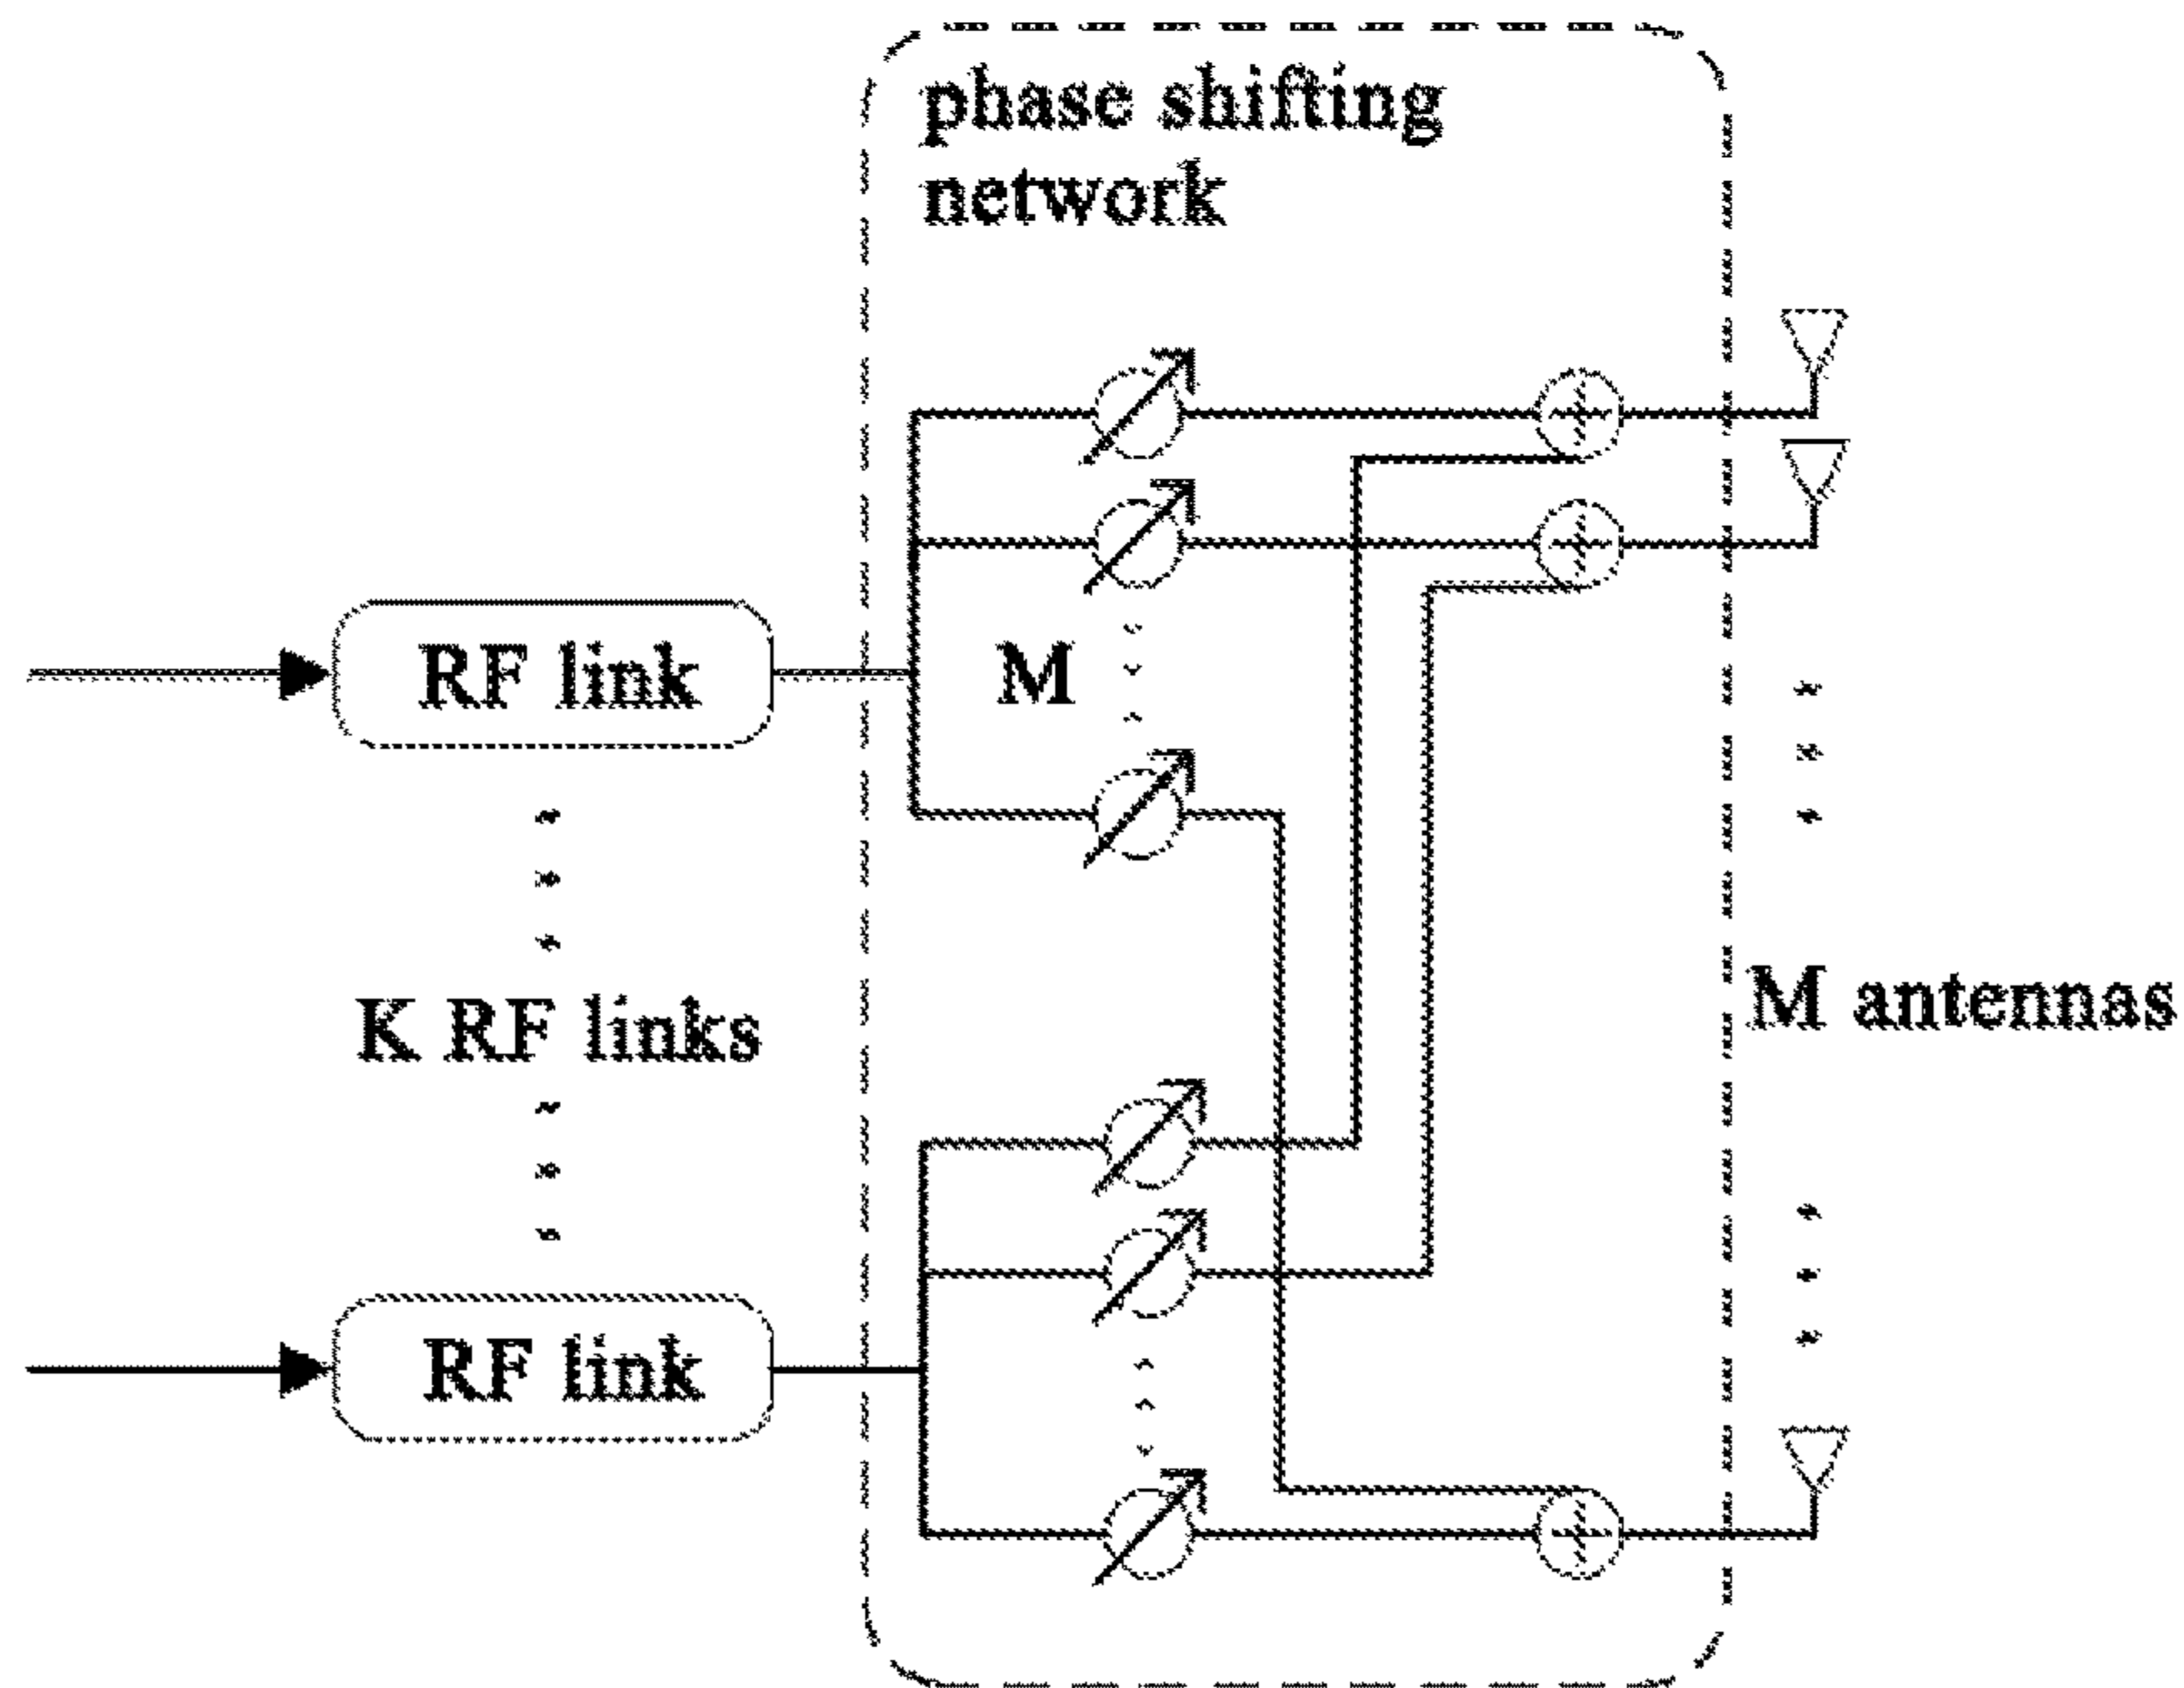 phase shifting
network
RF link
M
K RF links
M antennas
RF link